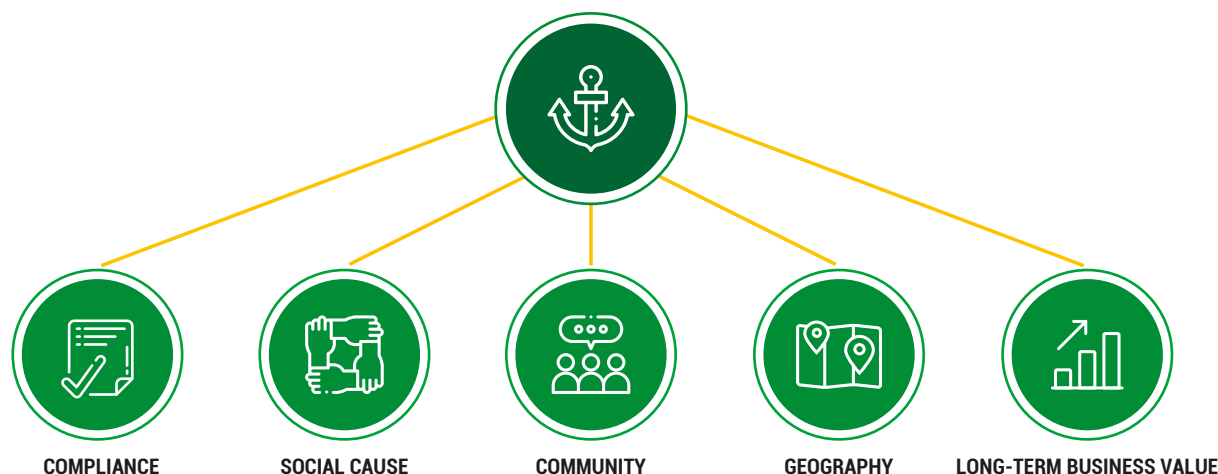 COMPLIANCE
SOCIAL CAUSE
COMMUNITY
GEOGRAPHY
LONG-TERM BUSINESS VALUE